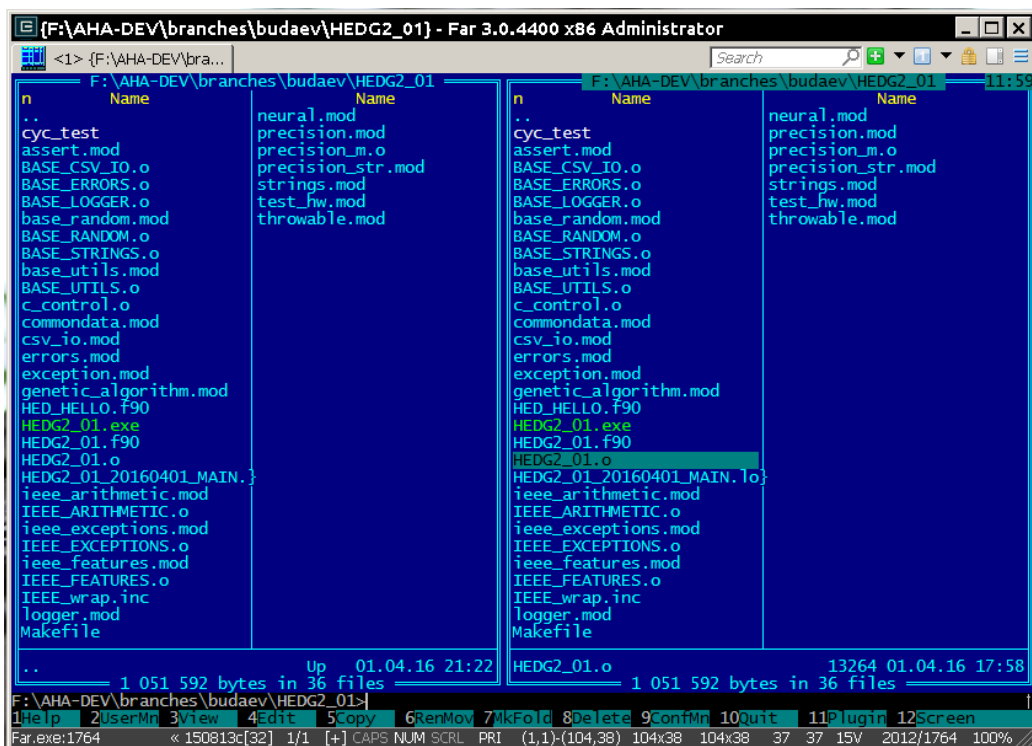 {F:\AHA-DEV\branches\budaev\HEDG2_01} - Far 3.0.4400 x86 Administrator
<1> {F:\AHA-DEV\bra...
Search
F:\AHA-DEV\branches\budaev\HEDG2_01
n Name Name
..
cyc_test
assert.mod
BASE_CSV_IO.o
BASE_ERRORS.o
BASE_LOGGER.o
base_random.mod
BASE_RANDOM.o
BASE_STRINGS.o
base_utils.mod
BASE_UTILS.o
c_control.o
commondata.mod
csv_io.mod
errors.mod
exception.mod
genetic_algorithm.mod
HED_HELLO.f90
HEDG2_01.exe
HEDG2_01.f90
HEDG2_01.o
HEDG2_01_20160401_MAIN.}
ieee_arithmetic.mod
IEEE_ARITHMETIC.o
ieee_exceptions.mod
IEEE_EXCEPTIONS.o
ieee_features.mod
IEEE_FEATURES.o
IEEE_wrap.inc
logger.mod
Makefile
neural.mod
precision.mod
precision_m.o
precision_str.mod
strings.mod
test_hw.mod
throwable.mod
.. Up 01.04.16 21:22
1 051 592 bytes in 36 files
F:\AHA-DEV\branches\budaev\HEDG2_01 11:55
n Name Name
..
cyc_test
assert.mod
BASE_CSV_IO.o
BASE_ERRORS.o
BASE_LOGGER.o
base_random.mod
BASE_RANDOM.o
BASE_STRINGS.o
base_utils.mod
BASE_UTILS.o
c_control.o
commondata.mod
csv_io.mod
errors.mod
exception.mod
genetic_algorithm.mod
HED_HELLO.f90
HEDG2_01.exe
HEDG2_01.f90
HEDG2_01.o
HEDG2_01_20160401_MAIN.lo}
ieee_arithmetic.mod
IEEE_ARITHMETIC.o
ieee_exceptions.mod
IEEE_EXCEPTIONS.o
ieee_features.mod
IEEE_FEATURES.o
IEEE_wrap.inc
logger.mod
Makefile
neural.mod
precision.mod
precision_m.o
precision_str.mod
strings.mod
test_hw.mod
throwable.mod
HEDG2_01.o 13264 01.04.16 17:58
1 051 592 bytes in 36 files
F:\AHA-DEV\branches\budaev\HEDG2_01>
1Help 2UserMn 3View 4Edit 5Copy 6RenMov 7MkFold 8Delete 9ConfMn 10Quit 11Plugin 12Screen
Far.exe:1764 « 150813c[32] 1/1 [+] CAPS NUM SCRL PRI (1,1)-(104,38) 104x38 104x38 37 37 15V 2012/1764 100%